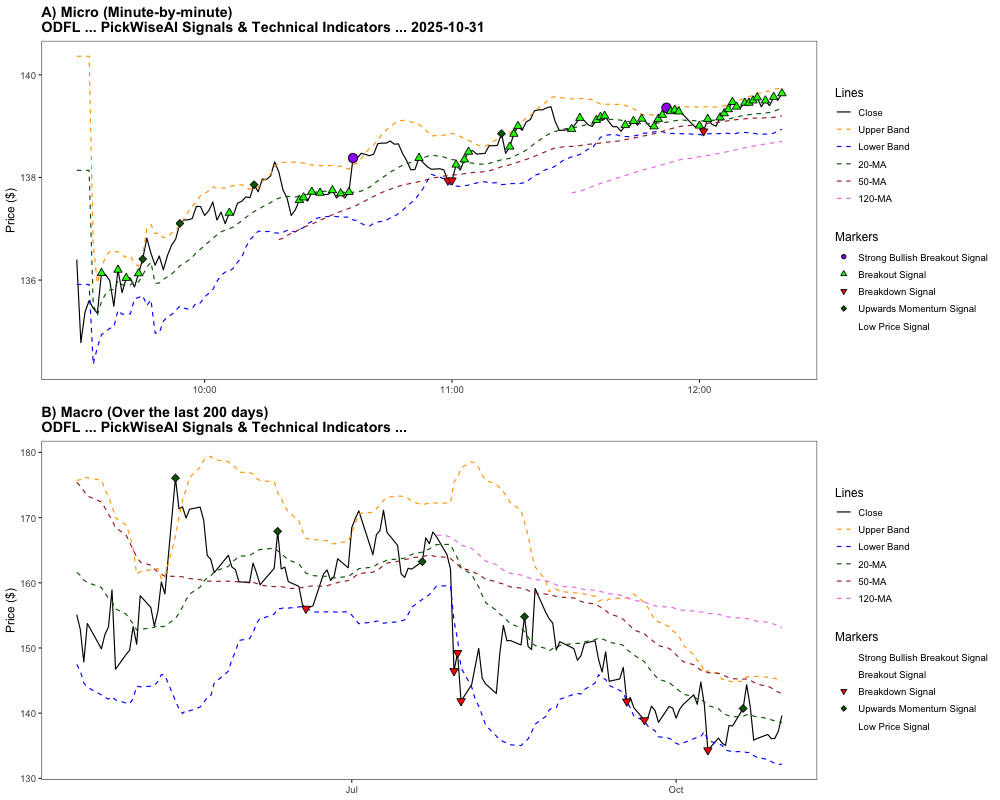 A) Micro (Minute-by-minute)
ODFL ... PickWiseAI Signals & Technical Indicators ... 2025-10-31
Price ($)
140
138
136
10:00
11:00
12:00
Lines
Close
Upper Band
Lower Band
20-MA
50-MA
120-MA
Markers
Strong Bullish Breakout Signal
Breakout Signal
Breakdown Signal
Upwards Momentum Signal
Low Price Signal
B) Macro (Over the last 200 days)
ODFL ... PickWiseAI Signals & Technical Indicators ...
Price ($)
180
170
160
150
140
130
Jul
Oct
Lines
Close
Upper Band
Lower Band
20-MA
50-MA
120-MA
Markers
Strong Bullish Breakout Signal
Breakout Signal
Breakdown Signal
Upwards Momentum Signal
Low Price Signal